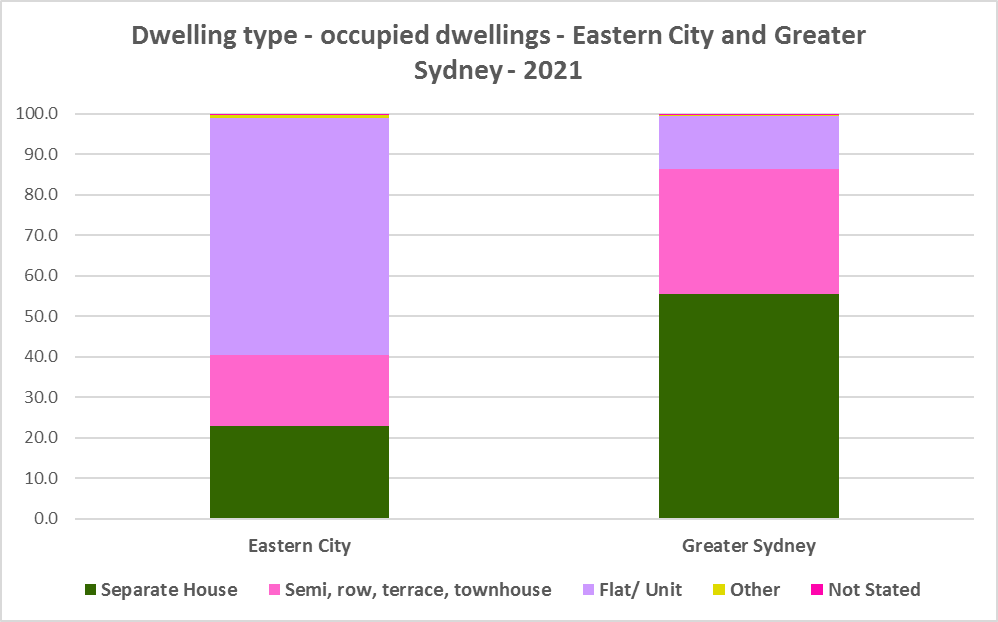 Dwelling type - occupied dwellings - Eastern City and Greater
Sydney - 2021
100.0
90.0
80.0
70.0
60.0
50.0
40.0
30.0
20.0
10.0
0.0
Eastern City Greater Sydney
Separate House Semi, row, terrace, townhouse Flat/ Unit Other Not Stated